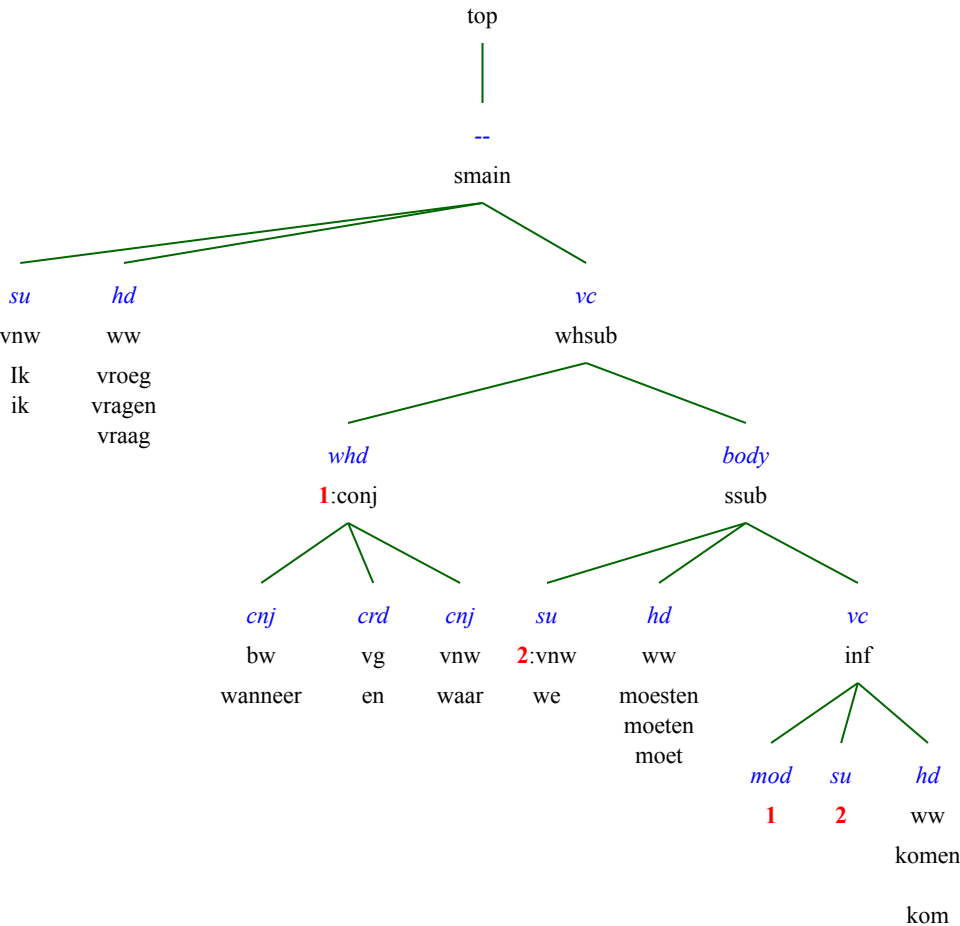 top
--
smain
su hd vc
vnw ww whsub
Ik vroeg
ik vragen
vraag
whd body
1:conj ssub
cnj crd cnj su hd vc
bw vg vnw 2:vnw ww inf
wanneer en waar we moesten
moeten
moet
mod su hd
1 2 ww
komen
kom